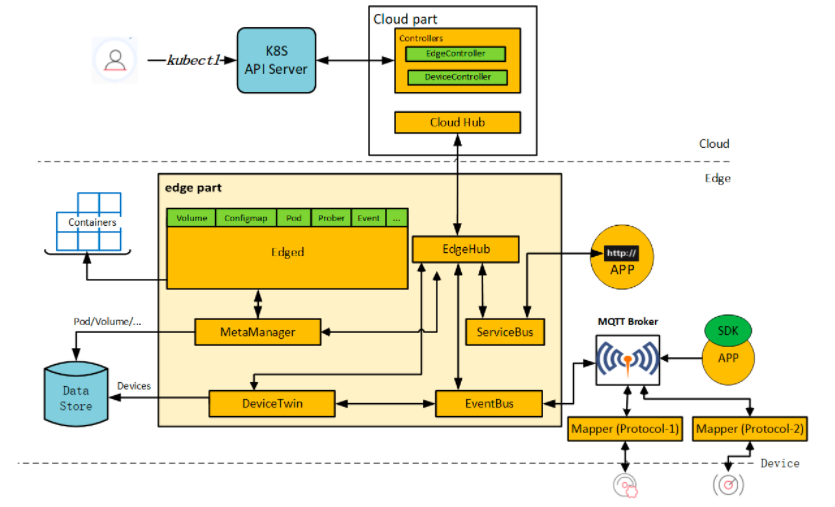 Cloud part
Controllers
EdgeController
DeviceController
kubectl
K8S
API Server
Cloud Hub
Cloud
Edge
edge part
Volume
Configmap
Pod
Prober
Event
...
Edged
EdgeHub
Containers
http://
APP
MetaManager
ServiceBus
Pod/Volume/...
MQTT Broker
SDK
APP
Data
Store
Devices
DeviceTwin
EventBus
Mapper (Protocol-1)
Mapper (Protocol-2)
Device